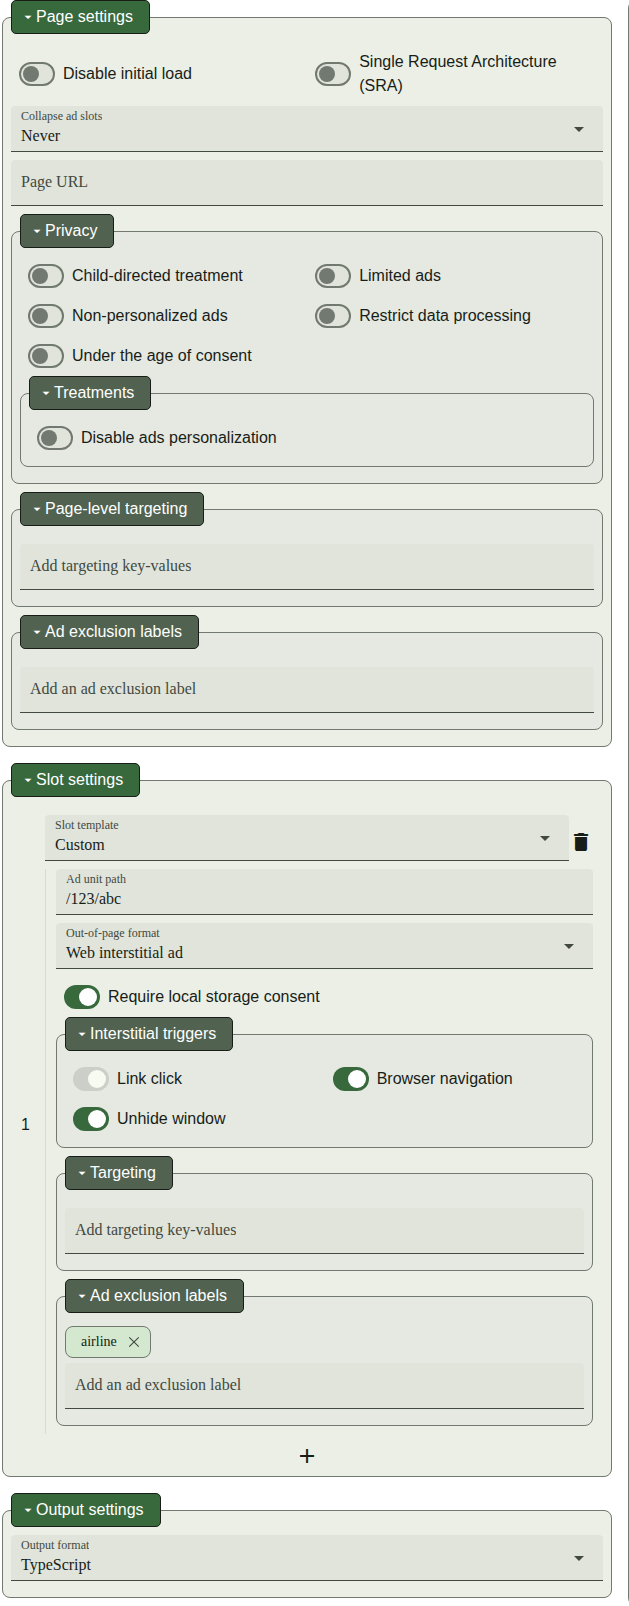 Page settings
Disable initial load
Single Request Architecture
(SRA)
Collapse ad slots
Never
Page URL
Privacy
Child-directed treatment
Limited ads
Non-personalized ads
Restrict data processing
Under the age of consent
Treatments
Disable ads personalization
Page-level targeting
Add targeting key-values
Ad exclusion labels
Add an ad exclusion label
Slot settings
Slot template
Custom
Ad unit path
/123/abc
Out-of-page format
Web interstitial ad
Require local storage consent
Interstitial triggers
Link click
Browser navigation
Unhide window
1
Targeting
Add targeting key-values
Ad exclusion labels
airline
Add an ad exclusion label
+
Output settings
Output format
TypeScript